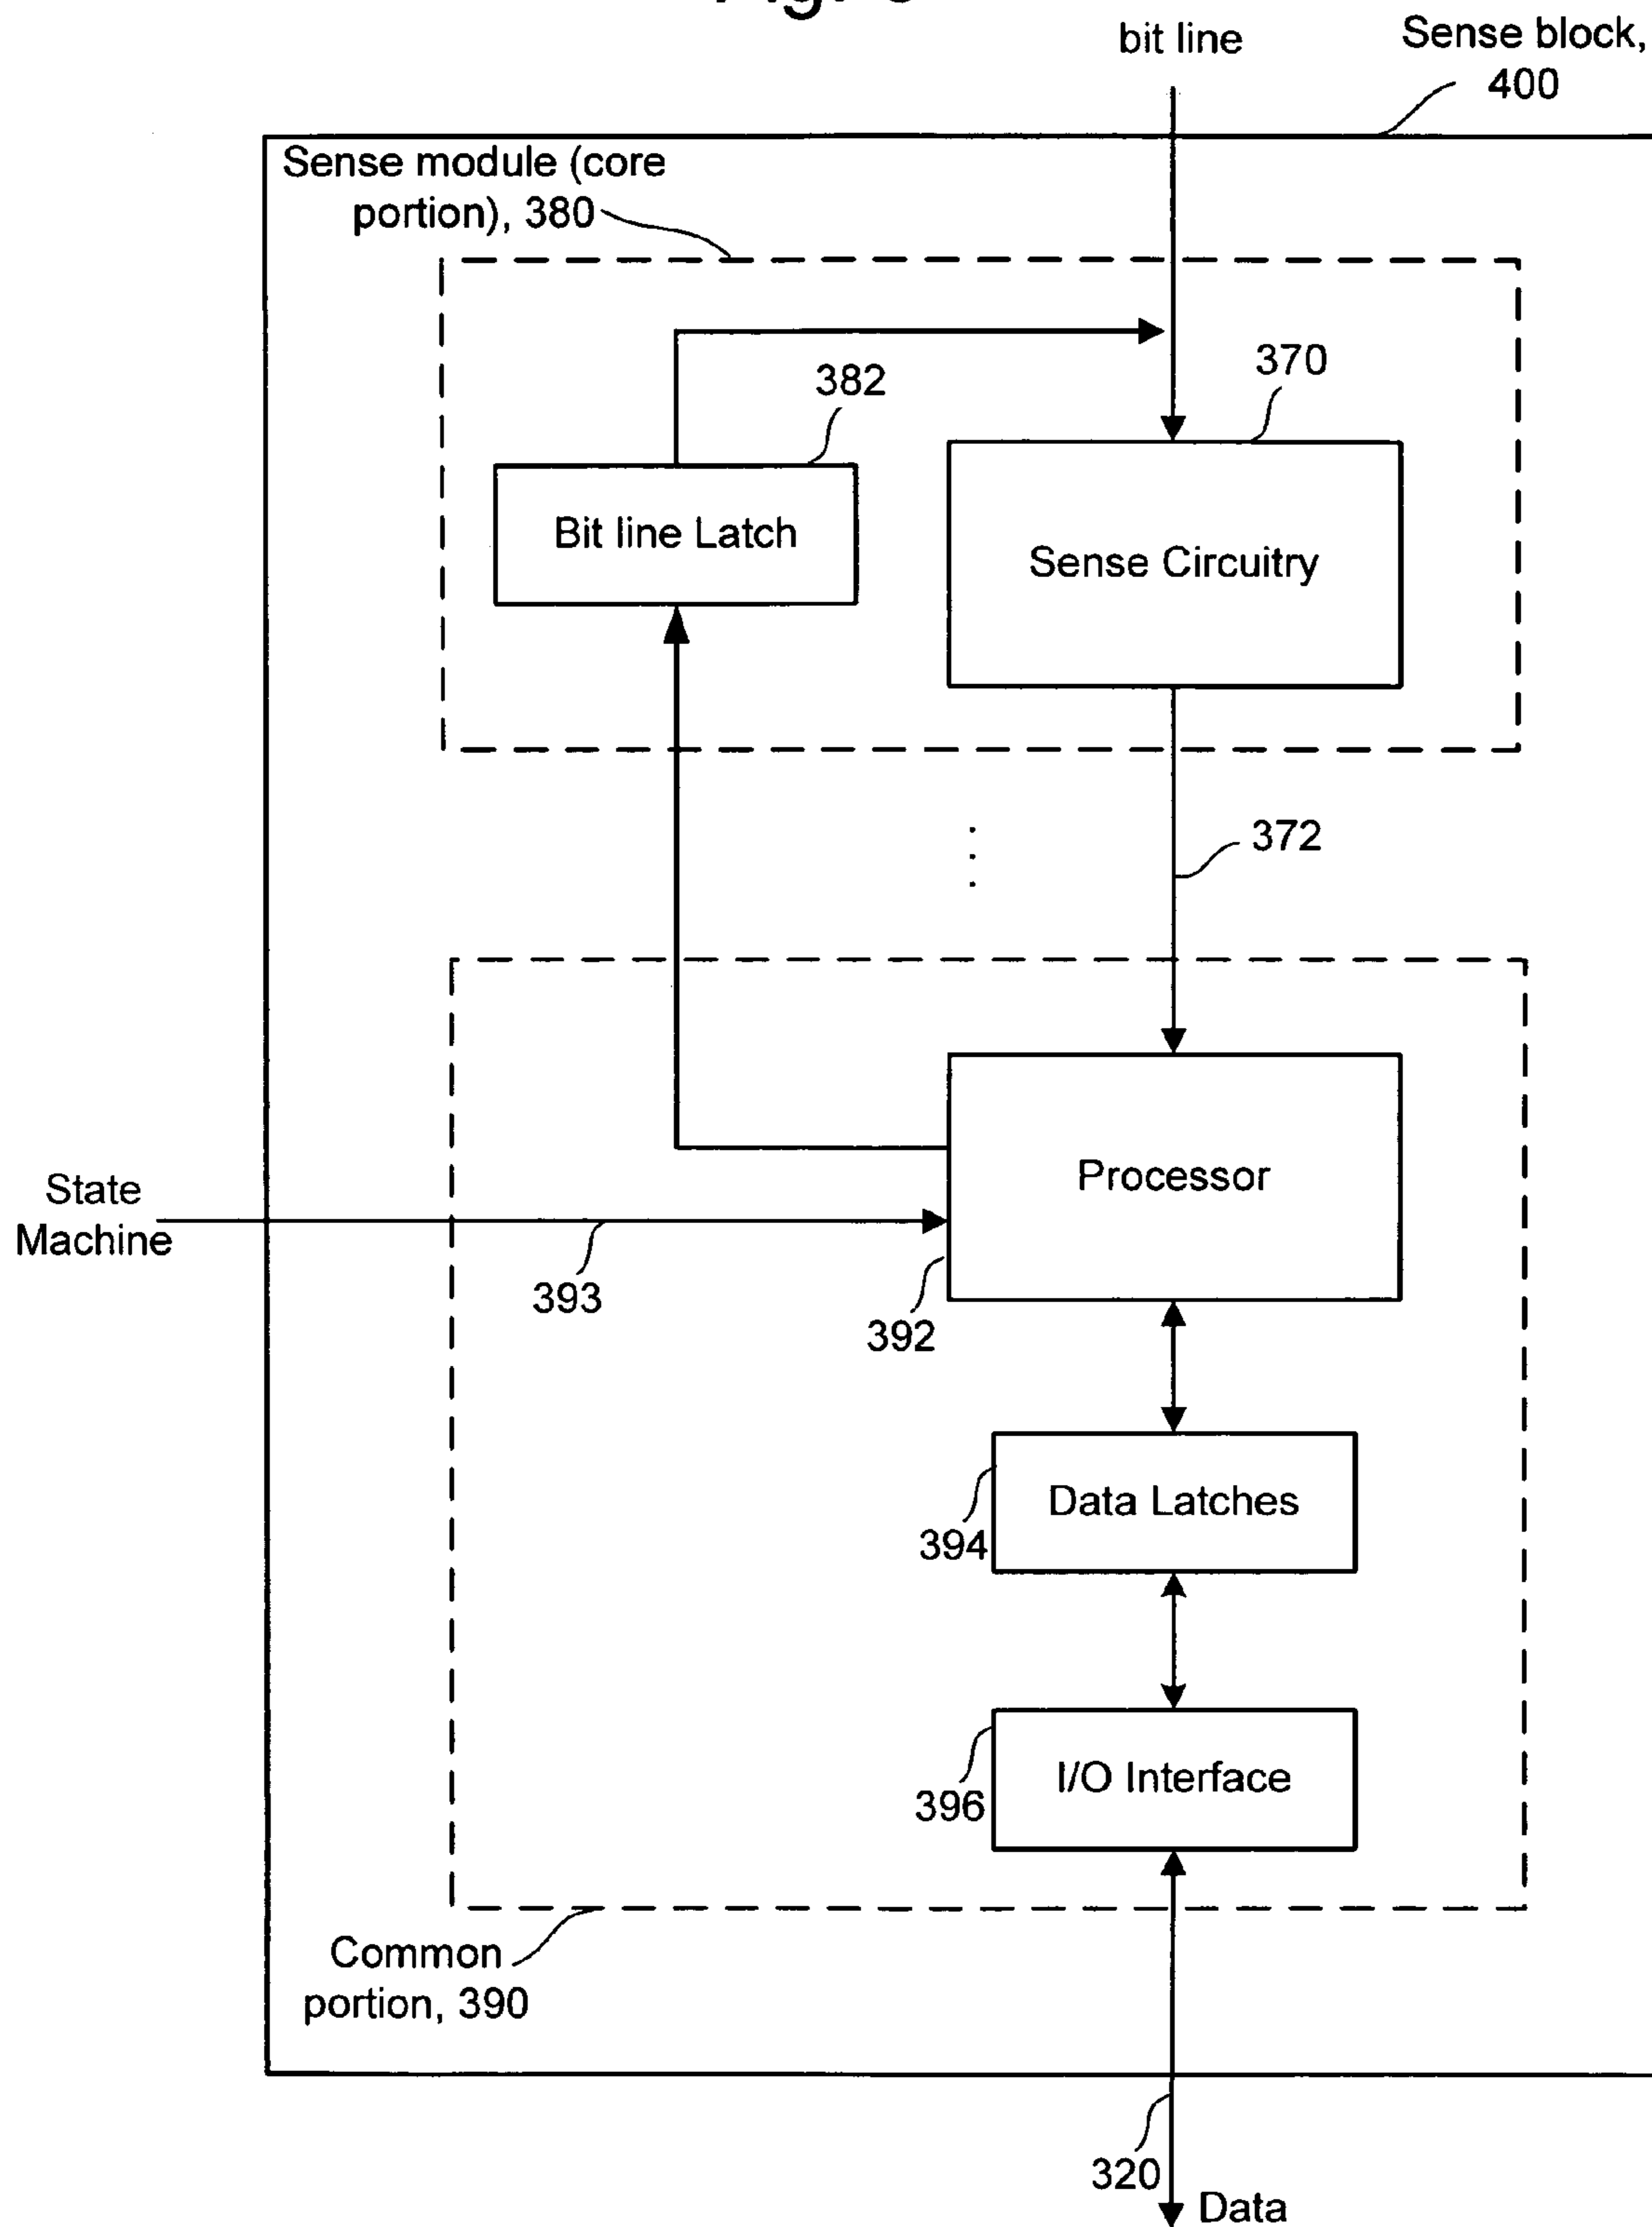 bit line
Sense block,
400
Sense module (core
portion), 380
382
370
Bit line Latch
Sense Circuitry
372
Processor
State
Machine
393
392
Data Latches
394
I/O Interface
396
Common
portion, 390
320
Data